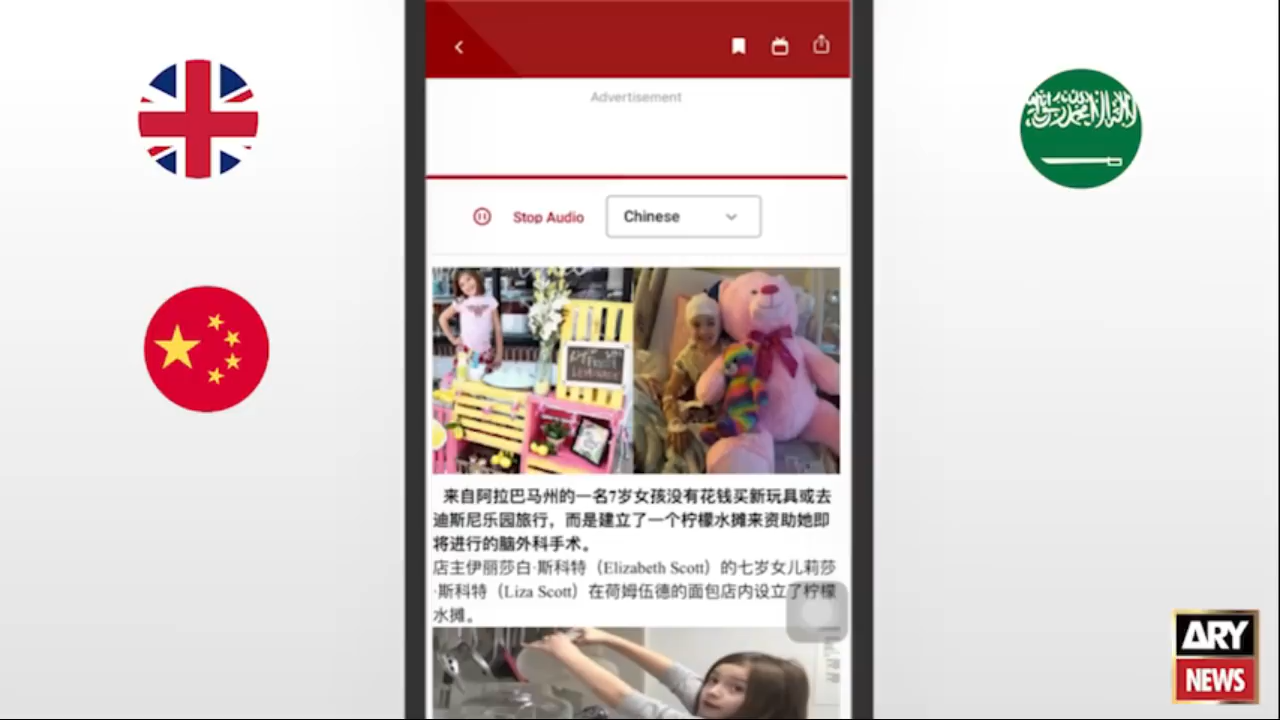 Advertisement
Stop Audio
Chinese
来自阿拉巴马州的一名7岁女孩没有花钱买新玩具或去
迪斯尼乐园旅行，而是建立了一个柠檬水摊来资助她即
将进行的脑外科手术。
店主伊丽莎白·斯科特（Elizabeth Scott）的七岁女儿莉莎
·斯科特（Liza Scott）在荷姆伍德的面包店内设立了柠檬
水摊。
ARY
NEWS